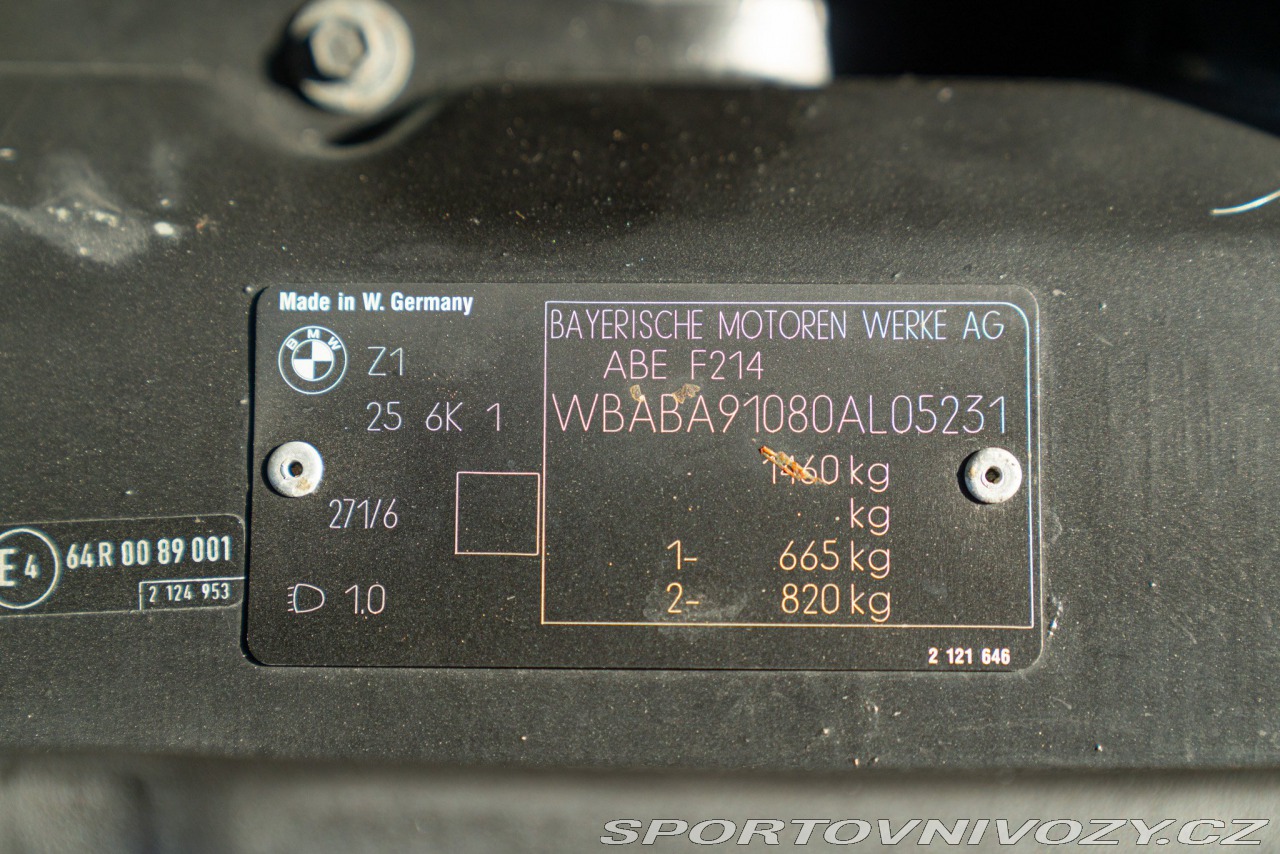 Made in W. Germany
BMW
Z1
25 6K 1
271/6
1.0
BAYERISCHE MOTOREN WERKE AG
ABE F214
WBABA91080AL05231
1460 kg
kg
1- 665 kg
2- 820 kg
2 121 646
E4
64R 00 89 001
2 124 953
SPORTOVNIVOZY.CZ